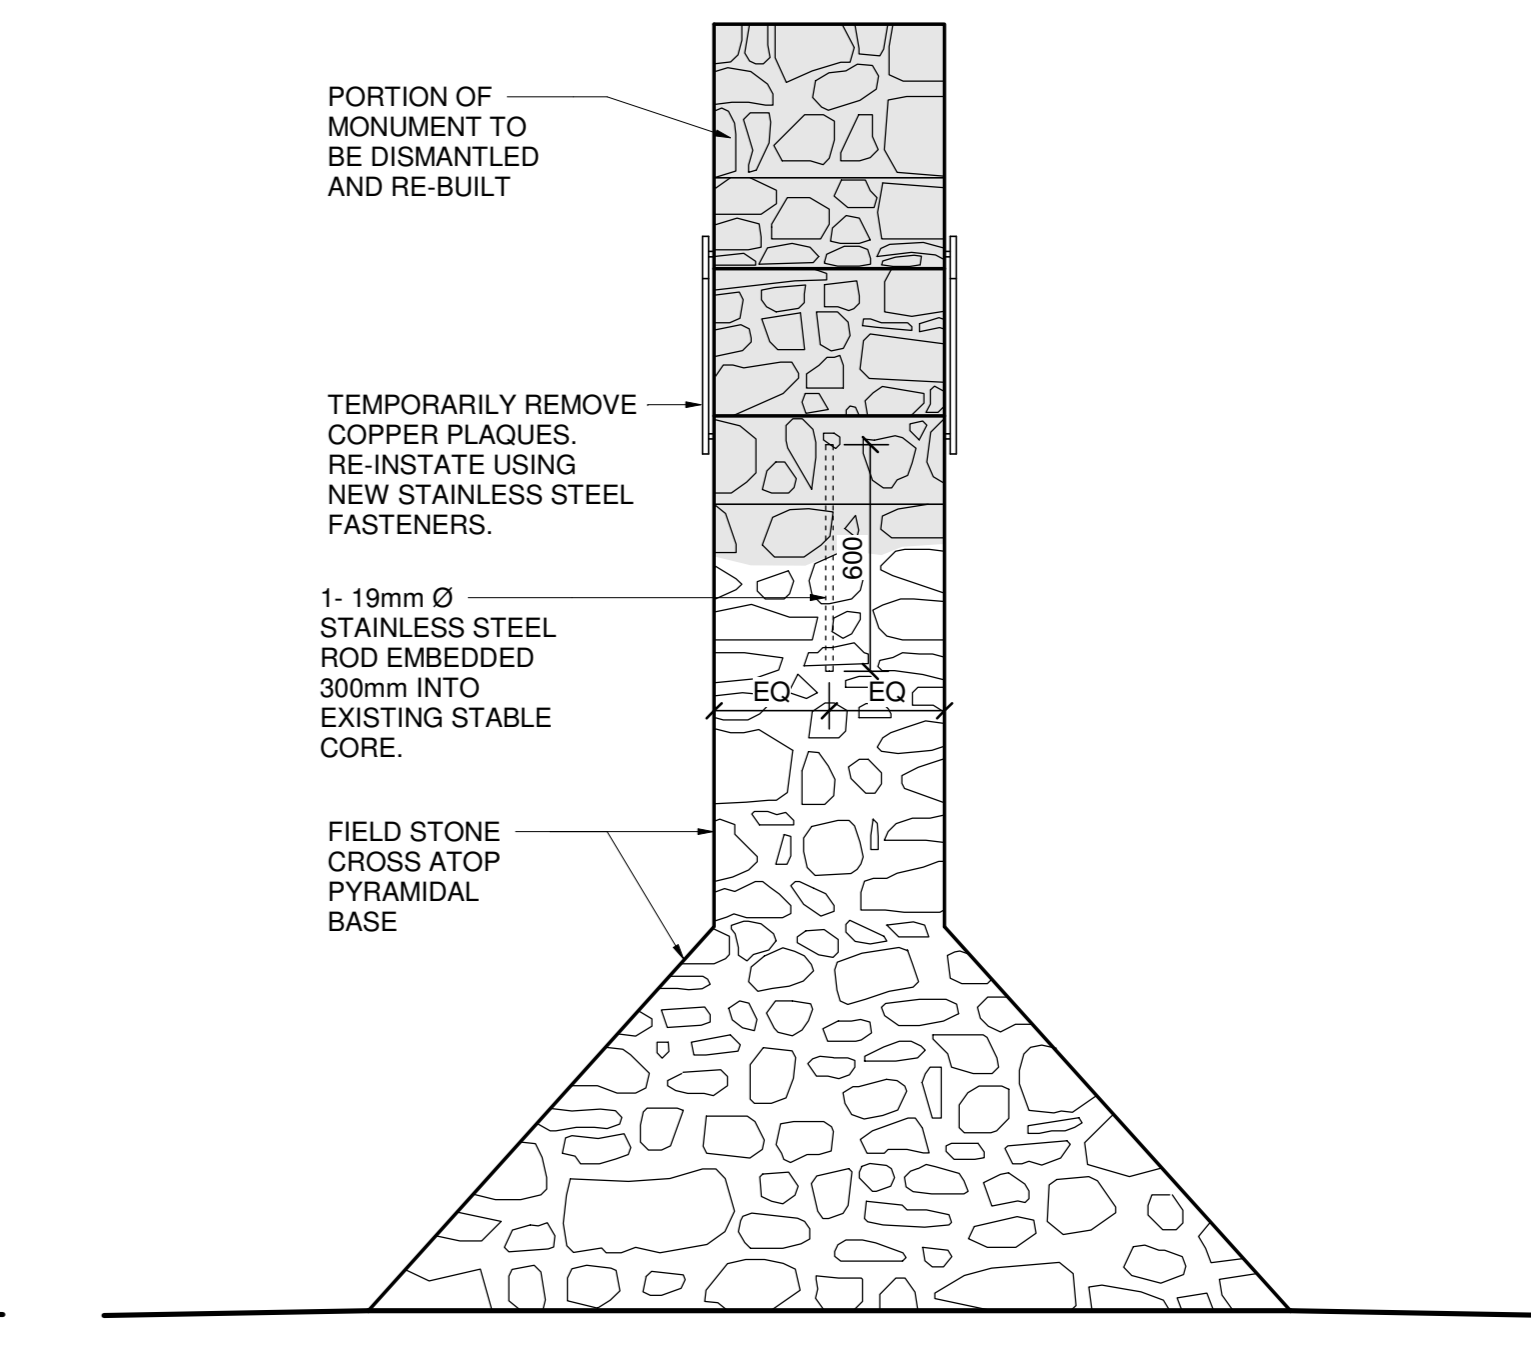 PORTION OF
MONUMENT TO
BE DISMANTLED
AND RE-BUILT
TEMPORARILY REMOVE
COPPER PLAQUES.
RE-INSTATE USING
NEW STAINLESS STEEL
FASTENERS.
600
1- 19mm Ø
STAINLESS STEEL
ROD EMBEDDED
300mm INTO
EXISTING STABLE
CORE.
EQ EQ
FIELD STONE
CROSS ATOP
PYRAMIDAL
BASE